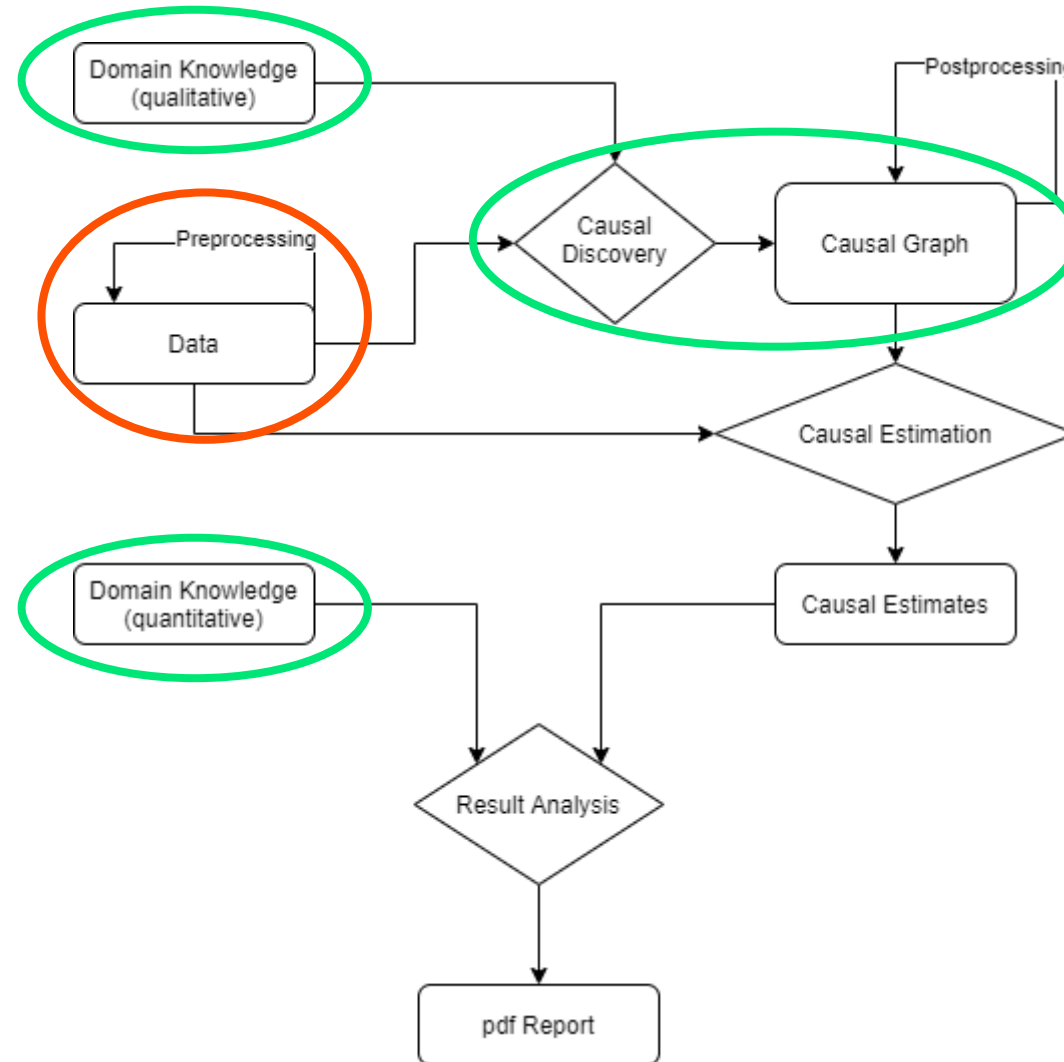 Domain Knowledge
(qualitative)
Postprocessing
Preprocessing
Causal
Discovery
Causal Graph
Data
Causal Estimation
Domain Knowledge
(quantitative)
Causal Estimates
Result Analysis
pdf Report